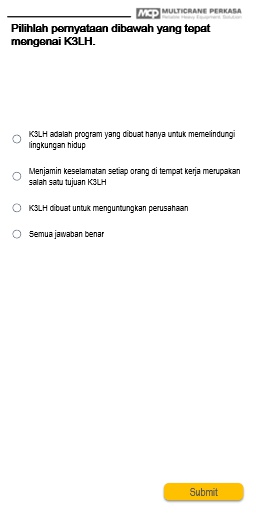 MCP MULTICRANE PERKASA
Reliable Heavy Equipment Solution
Pilihlah pernyataan dibawah yang tepat
mengenai K3LH.
K3LH adalah program yang dibuat hanya untuk memelindungi
lingkungan hidup
Menjamin keselamatan setiap orang di tempat kerja merupakan
salah satu tujuan K3LH
K3LH dibuat untuk menguntungkan perusahaan
Semua jawaban benar
Submit